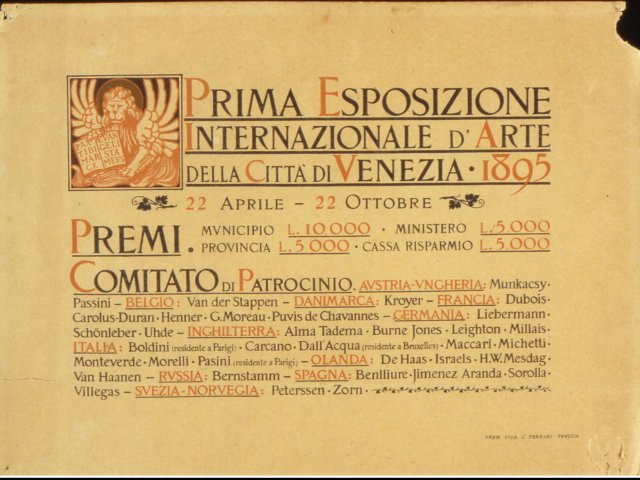 PAX EVAN
TIBI GELI
MAR STA
CE MEVS
PRIMA ESPOSIZIONE
INTERNAZIONALE D'ARTE
DELLA CITTÀ DI VENEZIA · 1895
22 APRILE – 22 OTTOBRE
PREMI. MVNICIPIO L. 10.000 · MINISTERO L. 5.000
PROVINCIA L. 5.000 · CASSA RISPARMIO L. 5.000
COMITATO DI PATROCINIO. AVSTRIA-VNGHERIA: Munkacsy·
Passini – BELGIO: Van der Stappen – DANIMARCA: Kroyer – FRANCIA: Dubois·
Carolus-Duran · Henner · G. Moreau · Puvis de Chavannes – GERMANIA: Liebermann·
Schönleber · Uhde – INGHILTERRA: Alma Tadema · Burne Jones · Leighton · Millais·
ITALIA: Boldini (residente a Parigi) · Carcano · Dall'Acqua (residente a Bruxelles) · Maccari · Michetti·
Monteverde · Morelli · Pasini (residente a Parigi) – OLANDA: De Haas · Israels · H.W. Mesdag·
Van Haanen – RVSSIA: Bernstamm – SPAGNA: Benlliure · Jimenez Aranda · Sorolla·
Villegas – SVEZIA-NORVEGIA: Peterssen · Zorn
PREM. STAB. C. FERRARI - VENEZIA